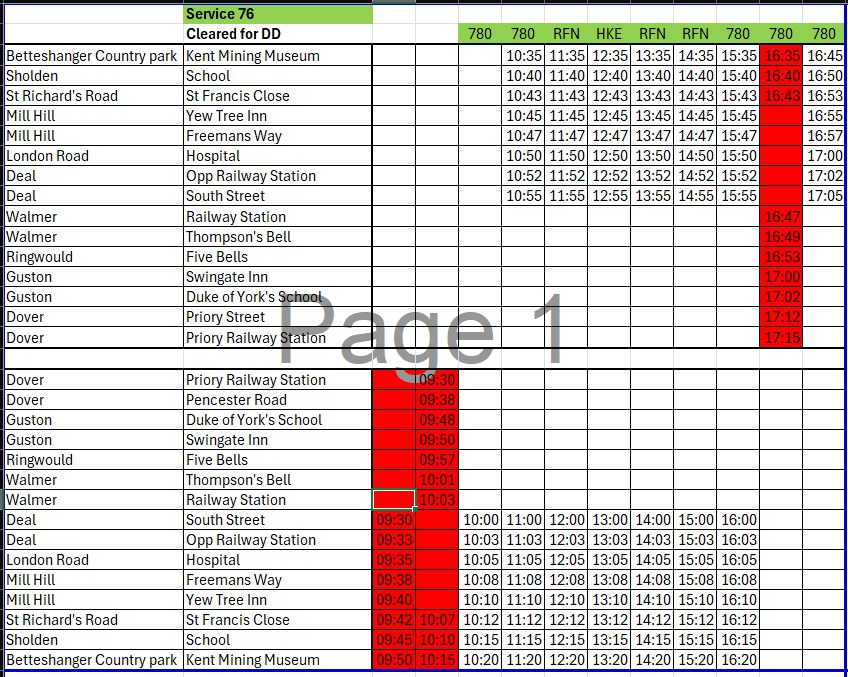 Service 76
Cleared for DD 780 780 RFN HKE RFN RFN 780 780 780
Betteshanger Country park Kent Mining Museum 10:35 11:35 12:35 13:35 14:35 15:35 16:35 16:45
Sholden School 10:40 11:40 12:40 13:40 14:40 15:40 16:40 16:50
St Richard's Road St Francis Close 10:43 11:43 12:43 13:43 14:43 15:43 16:43 16:53
Mill Hill Yew Tree Inn 10:45 11:45 12:45 13:45 14:45 15:45 16:55
Mill Hill Freemans Way 10:47 11:47 12:47 13:47 14:47 15:47 16:57
London Road Hospital 10:50 11:50 12:50 13:50 14:50 15:50 17:00
Deal Opp Railway Station 10:52 11:52 12:52 13:52 14:52 15:52 17:02
Deal South Street 10:55 11:55 12:55 13:55 14:55 15:55 17:05
Walmer Railway Station 16:47
Walmer Thompson's Bell 16:49
Ringwould Five Bells 16:53
Guston Swingate Inn 17:00
Guston Duke of York's School 17:02
Dover Priory Street 17:12
Dover Priory Railway Station 17:15
Page 1
Dover Priory Railway Station 09:30
Dover Pencester Road 09:38
Guston Duke of York's School 09:48
Guston Swingate Inn 09:50
Ringwould Five Bells 09:57
Walmer Thompson's Bell 10:01
Walmer Railway Station 10:03
Deal South Street 09:30 10:00 11:00 12:00 13:00 14:00 15:00 16:00
Deal Opp Railway Station 09:33 10:03 11:03 12:03 13:03 14:03 15:03 16:03
London Road Hospital 09:35 10:05 11:05 12:05 13:05 14:05 15:05 16:05
Mill Hill Freemans Way 09:38 10:08 11:08 12:08 13:08 14:08 15:08 16:08
Mill Hill Yew Tree Inn 09:40 10:10 11:10 12:10 13:10 14:10 15:10 16:10
St Richard's Road St Francis Close 09:42 10:07 10:12 11:12 12:12 13:12 14:12 15:12 16:12
Sholden School 09:45 10:10 10:15 11:15 12:15 13:15 14:15 15:15 16:15
Betteshanger Country park Kent Mining Museum 09:50 10:15 10:20 11:20 12:20 13:20 14:20 15:20 16:20